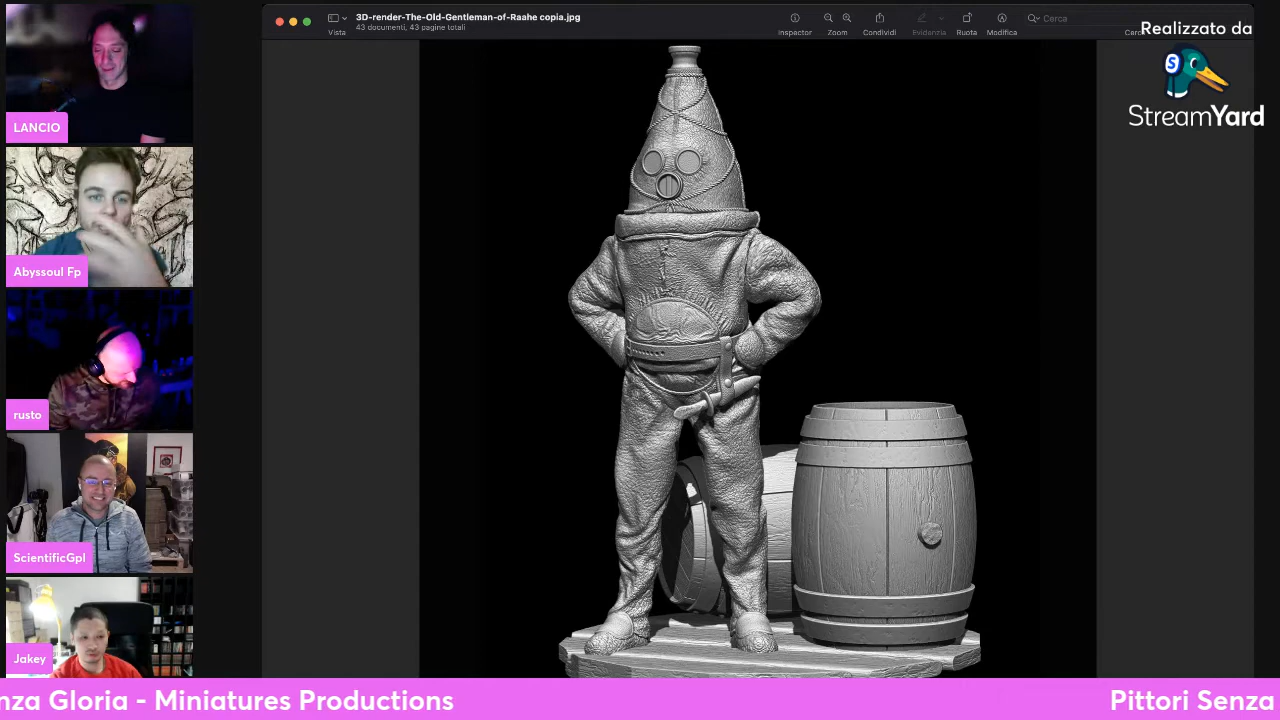 3D-render-The-Old-Gentleman-of-Raahe copia.jpg
43 documenti, 43 pagine totali
Vista
Inspector
Zoom
Condividi
Evidenzia
Ruota
Modifica
Cerca
Cerc
Realizzato da
S
StreamYard
LANCIO
Abyssoul Fp
rusto
ScientificGpl
Jakey
nza Gloria - Miniatures Productions
Pittori Senza